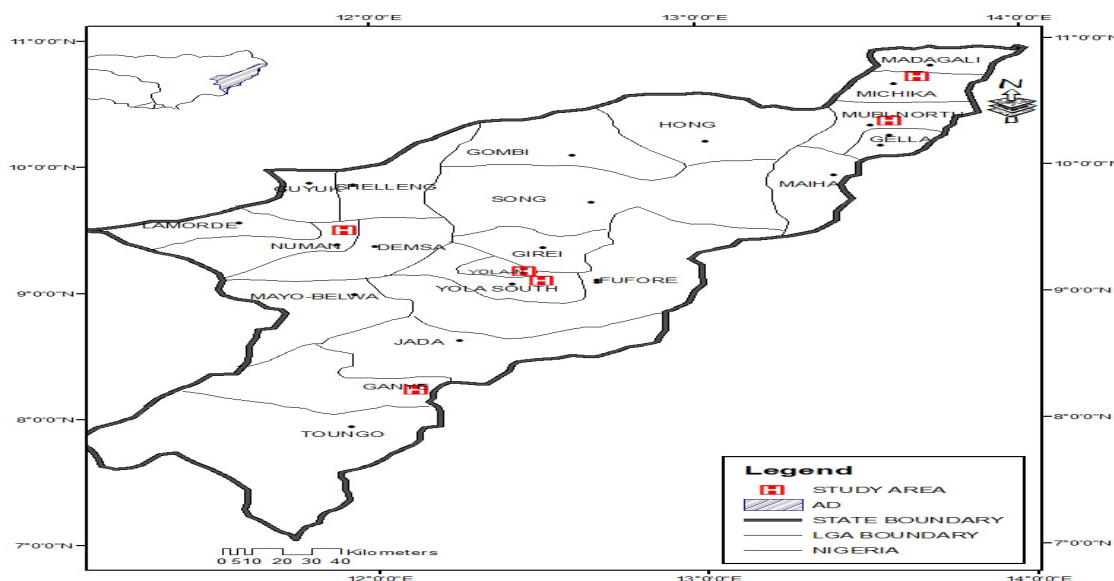 12°0'0"E 13°0'0"E 14°0'0"E
11°0'0"N 11°0'0"N
MADAGALI
MICHIKA
N
MUBI NORTH
HONG
GELLA
GOMBI
10°0'0"N 10°0'0"N
MAIHA
GUYUK SHELLENG
SONG
LAMORDE
NUMAN DEMSA
GIREI
YOLA
FUFORE
YOLA SOUTH
9°0'0"N 9°0'0"N
MAYO-BELWA
JADA
GANYE
8°0'0"N 8°0'0"N
TOUNGO
Legend
H STUDY AREA
AD
STATE BOUNDARY
LGA BOUNDARY
NIGERIA
7°0'0"N 7°0'0"N
Kilometers
0 5 10 20 30 40
12°0'0"E 13°0'0"E 14°0'0"E